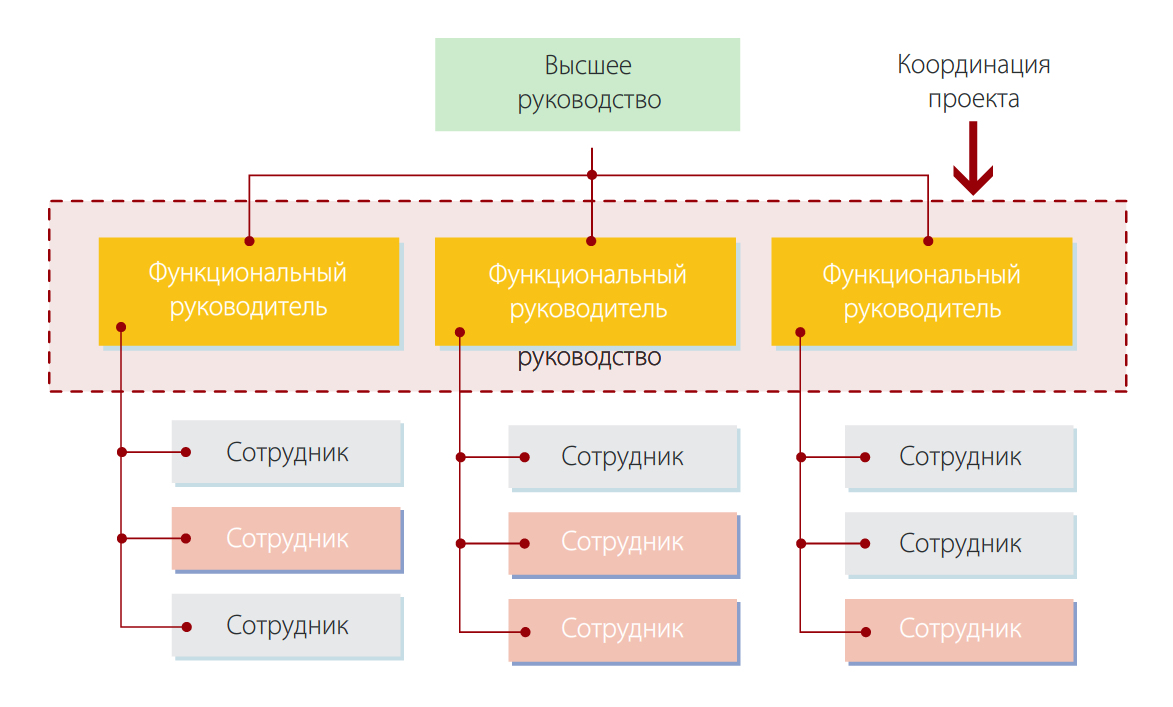 Высшее
руководство
Координация
проекта
Функциональный
руководитель
Функциональный
руководитель
Функциональный
руководитель
руководство
Сотрудник
Сотрудник
Сотрудник
Сотрудник
Сотрудник
Сотрудник
Сотрудник
Сотрудник
Сотрудник